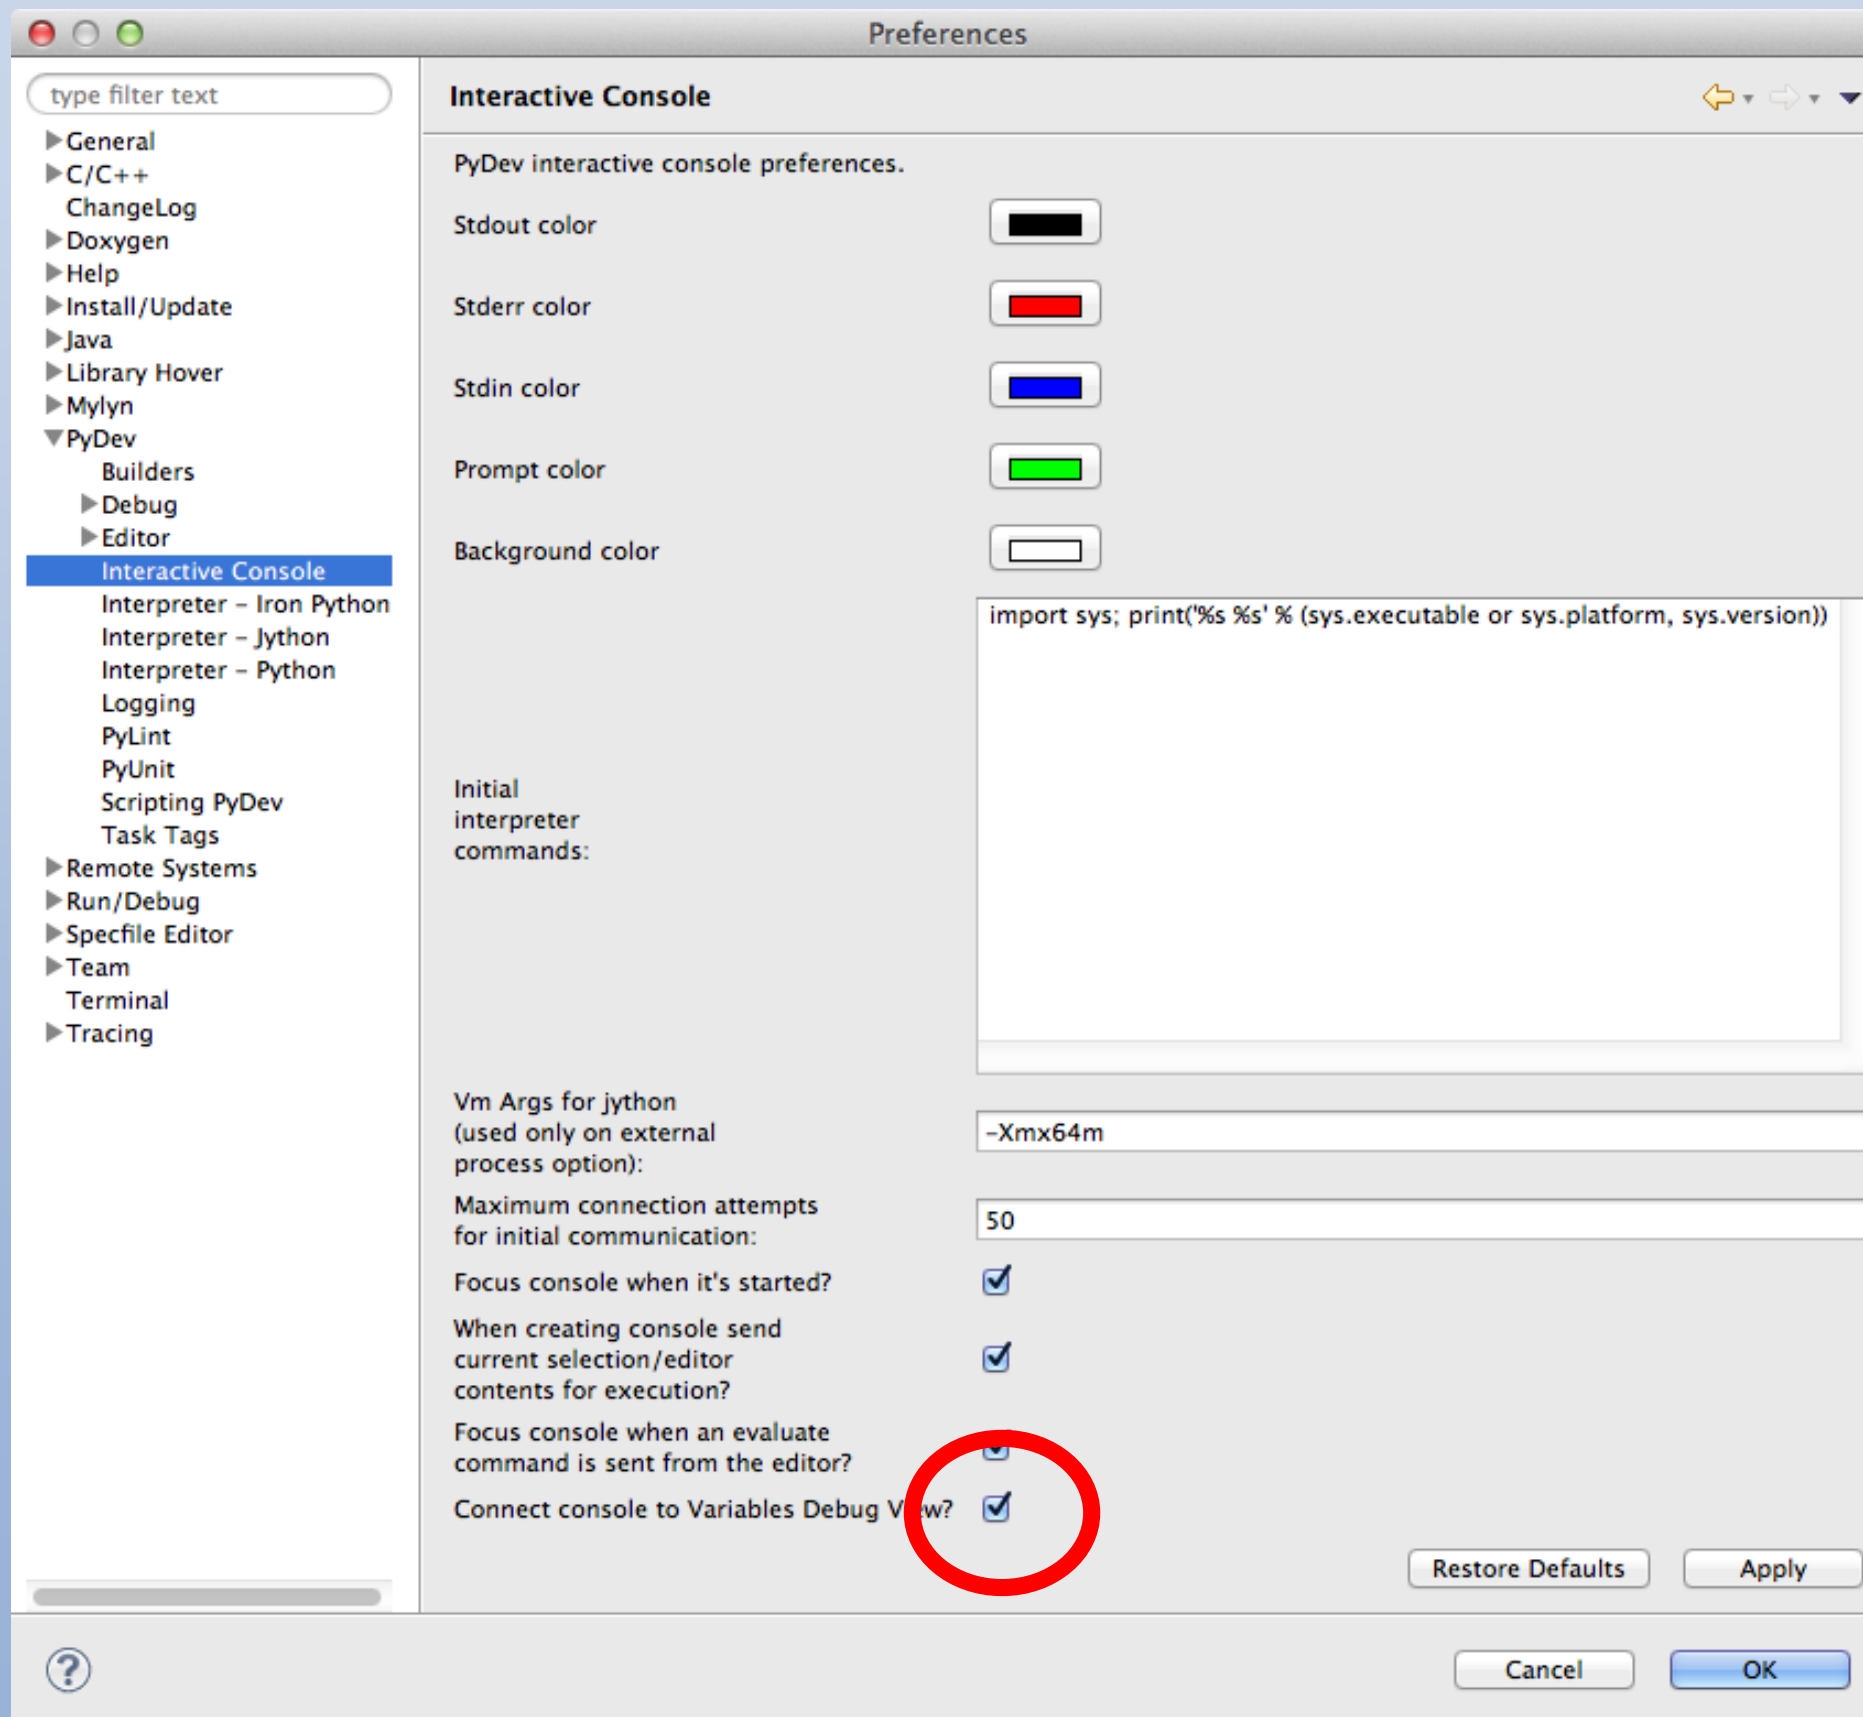 Preferences
type filter text
General
C/C++
ChangeLog
Doxygen
Help
Install/Update
Java
Library Hover
Mylyn
PyDev
Builders
Debug
Editor
Interactive Console
Interpreter – Iron Python
Interpreter – Jython
Interpreter – Python
Logging
PyLint
PyUnit
Scripting PyDev
Task Tags
Remote Systems
Run/Debug
Specfile Editor
Team
Terminal
Tracing
Interactive Console
PyDev interactive console preferences.
Stdout color
Stderr color
Stdin color
Prompt color
Background color
Initial
interpreter
commands:
import sys; print('%s %s' % (sys.executable or sys.platform, sys.version))
Vm Args for jython
(used only on external
process option):
–Xmx64m
Maximum connection attempts
for initial communication:
50
Focus console when it's started?
When creating console send
current selection/editor
contents for execution?
Focus console when an evaluate
command is sent from the editor?
Connect console to Variables Debug View?
Restore Defaults
Apply
?
Cancel
OK